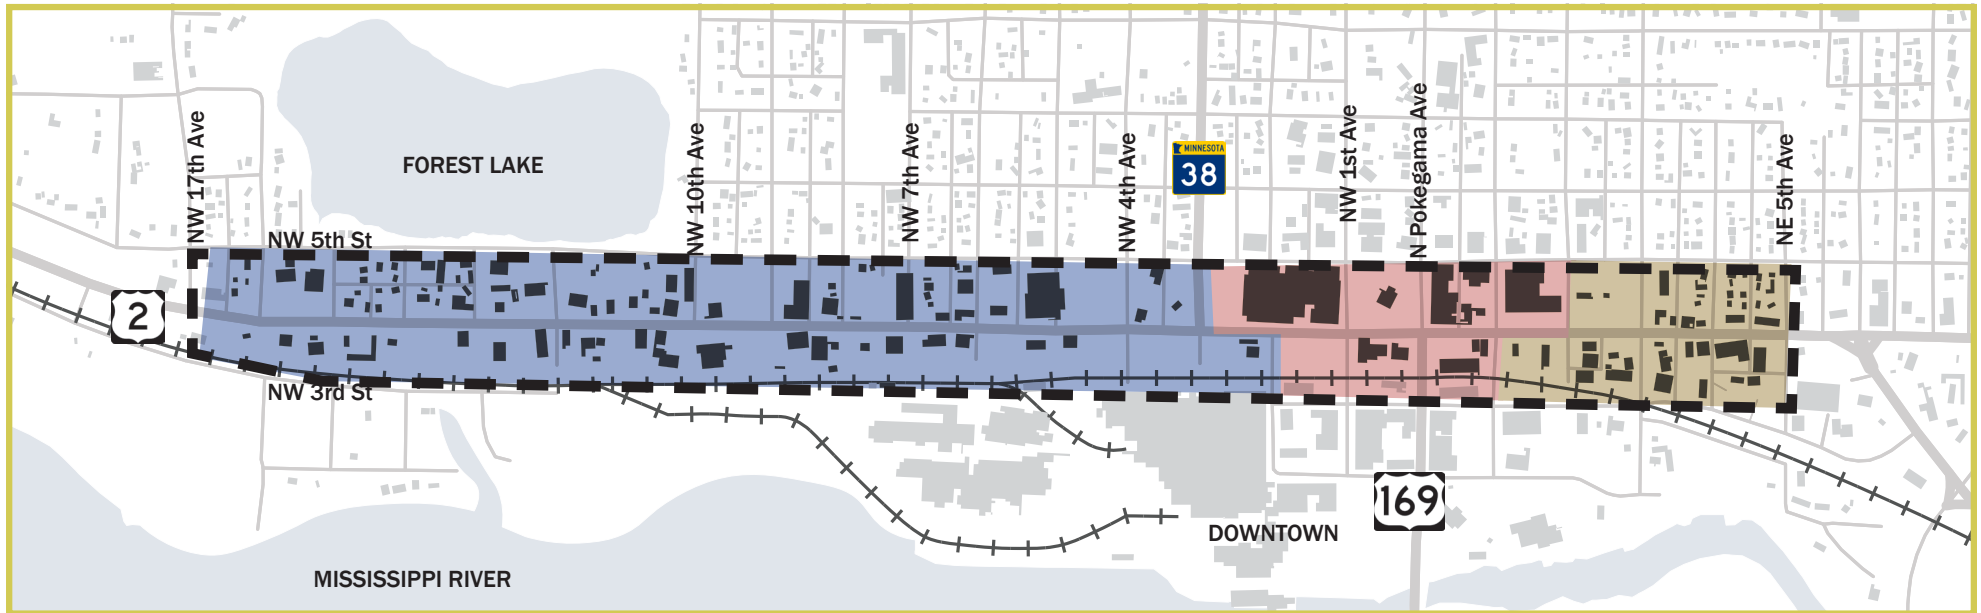 NW 17th Ave
FOREST LAKE
NW 10th Ave
NW 7th Ave
NW 4th Ave
MINNESOTA
38
NW 1st Ave
N Pokegama Ave
NE 5th Ave
NW 5th St
2
NW 3rd St
169
DOWNTOWN
MISSISSIPPI RIVER